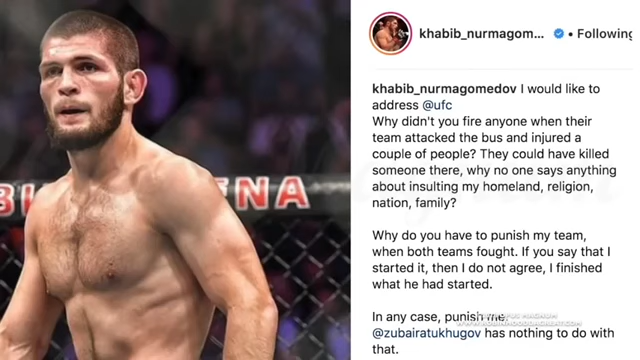 BI
ENA
khabib_nurmagom... • Following
khabib_nurmagomedov I would like to
address @ufc
Why didn't you fire anyone when their
team attacked the bus and injured a
couple of people? They could have killed
someone there, why no one says anything
about insulting my homeland, religion,
nation, family?
Why do you have to punish my team,
when both teams fought. If you say that I
started it, then I do not agree, I finished
what he had started.
In any case, punish me,
MAGNUM
@zubairatukhugov has nothing to do with
that.